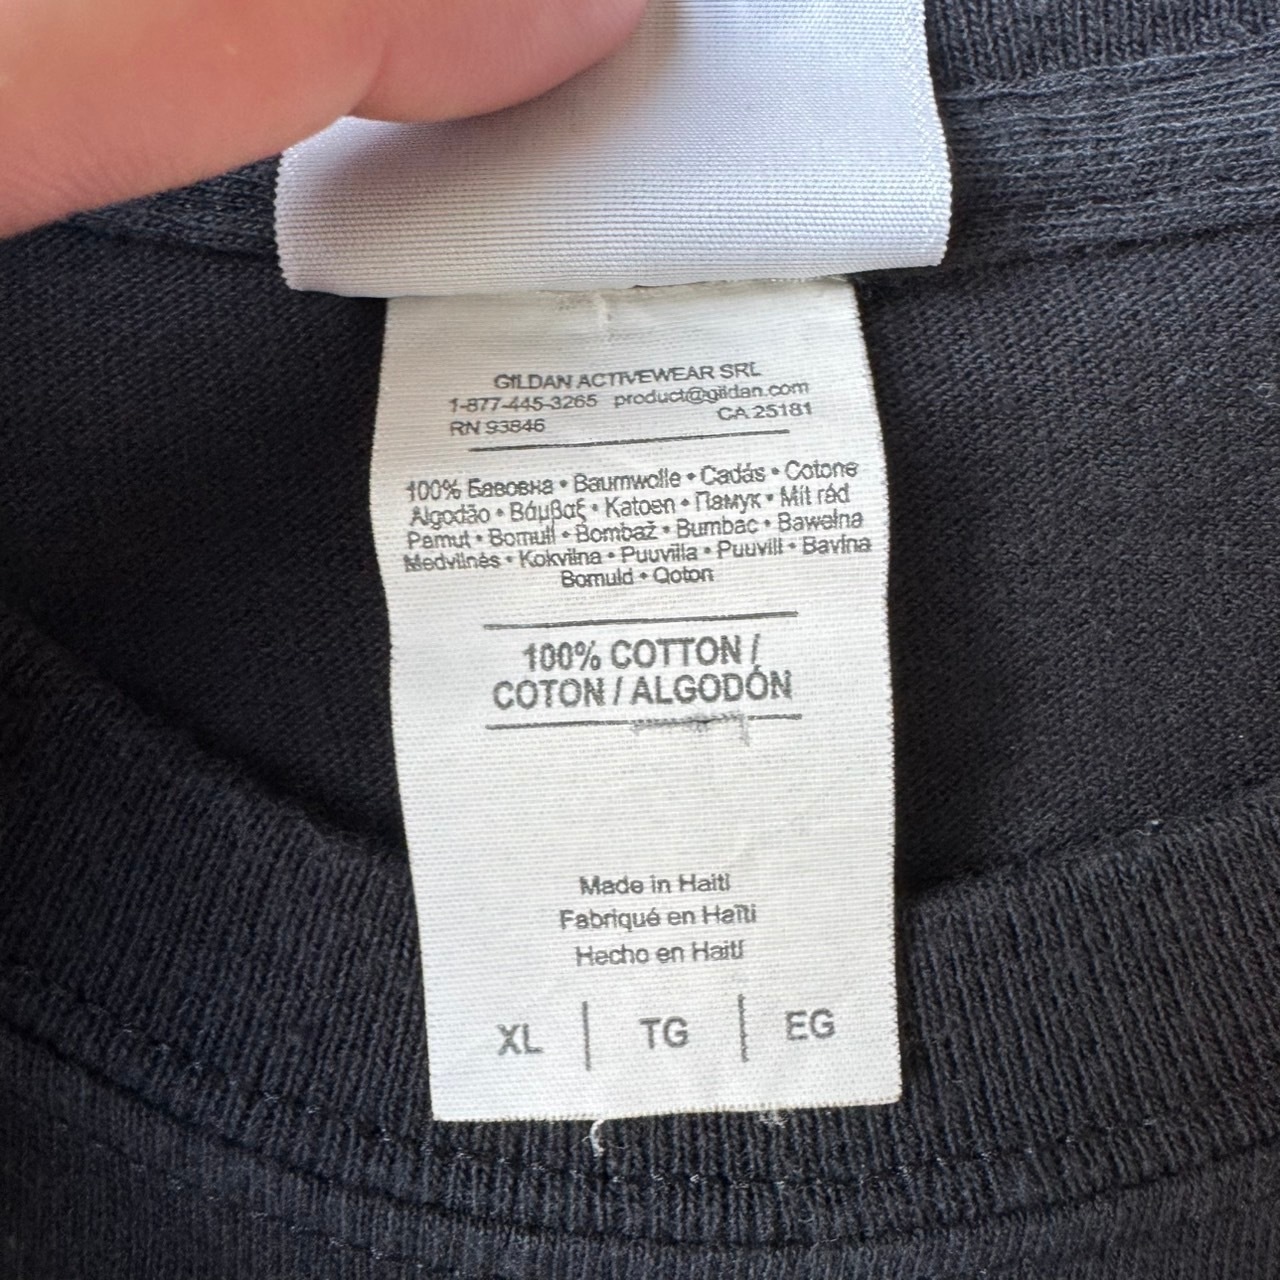 GILDAN ACTIVEWEAR SRL
1-877-445-3265 product@gildan.com
RN 93846 CA 25181
100% Бавовна • Baumwolle • Cadás • Cotone
Algodão • Βάμβαξ • Katoen • Памук • Mit réd
Pamut • Bomull • Bombaž • Bumbac • Bawełna
Medvilnės • Kokvilna • Puuvilla • Puuvill • Bavlna
Bomuld • Qoton
100% COTTON /
COTON / ALGODÓN
Made in Haiti
Fabriqué en Haïti
Hecho en Haití
XL | TG | EG